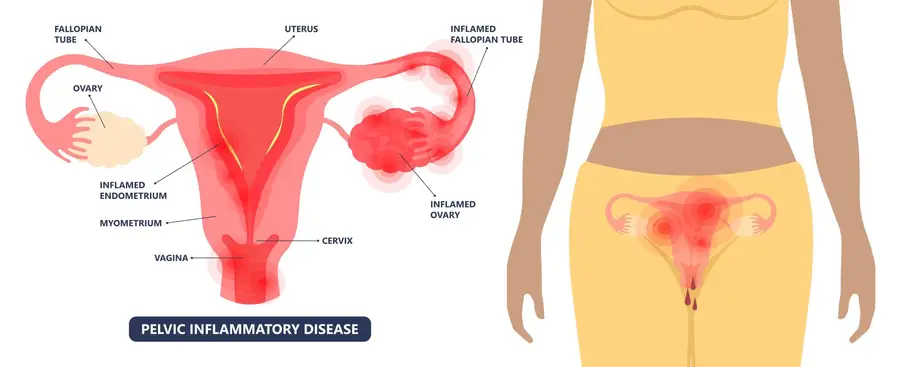 FALLOPIAN
TUBE
UTERUS
INFLAMED
FALLOPIAN TUBE
OVARY
INFLAMED
ENDOMETRIUM
INFLAMED
OVARY
MYOMETRIUM
CERVIX
VAGINA
PELVIC INFLAMMATORY DISEASE